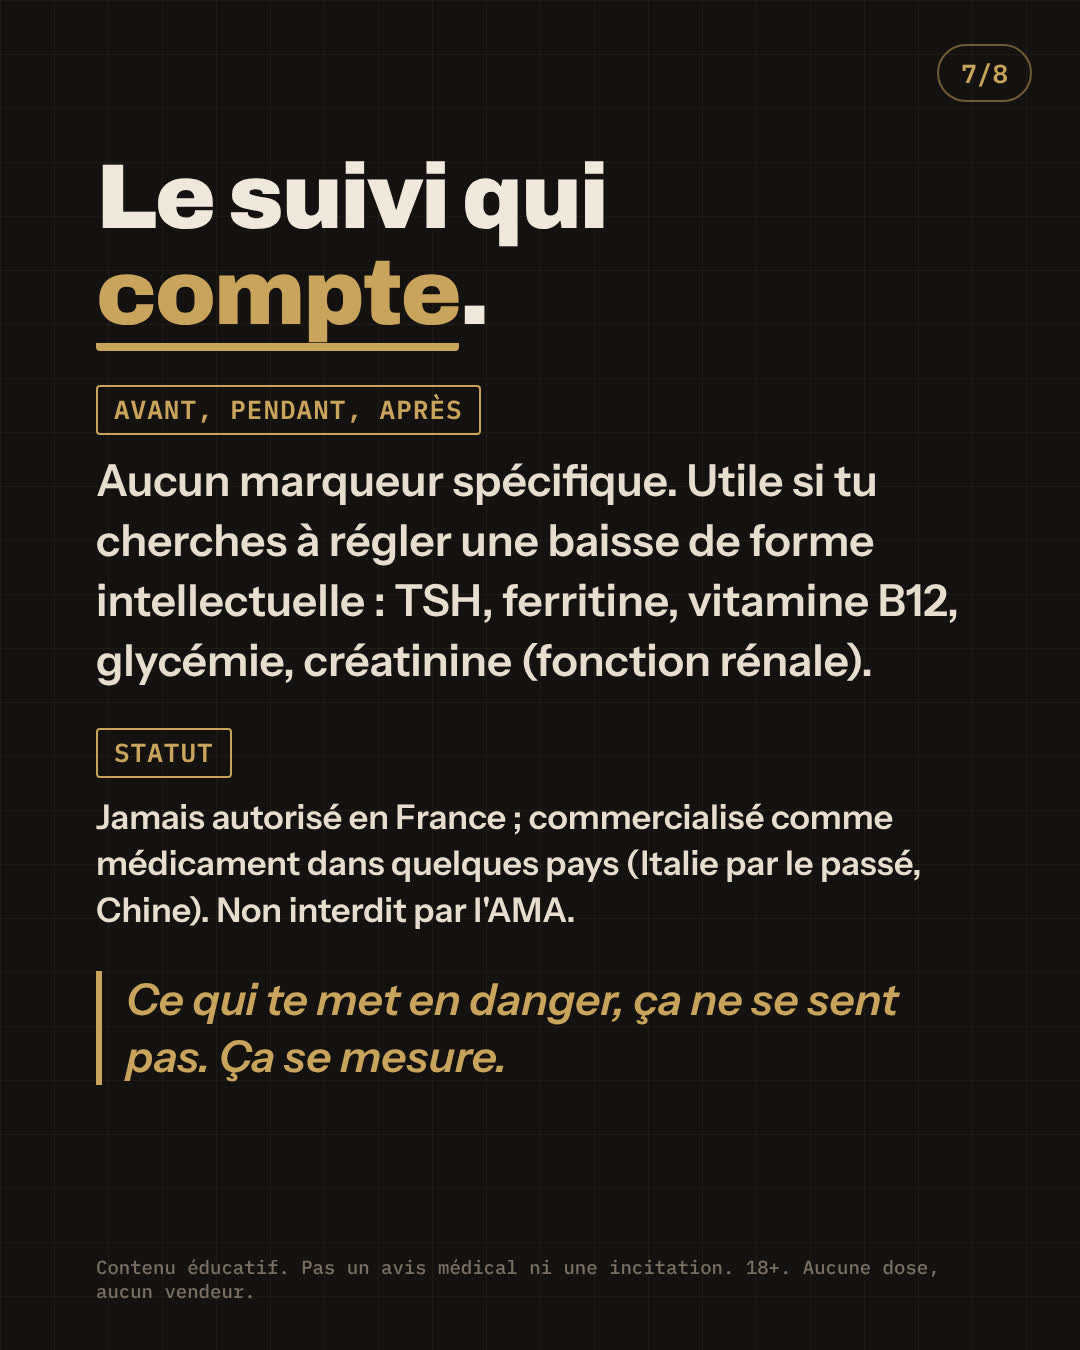 7/8
Le suivi qui
compte.
AVANT, PENDANT, APRÈS
Aucun marqueur spécifique. Utile si tu
cherches à régler une baisse de forme
intellectuelle : TSH, ferritine, vitamine B12,
glycémie, créatinine (fonction rénale).
STATUT
Jamais autorisé en France ; commercialisé comme
médicament dans quelques pays (Italie par le passé,
Chine). Non interdit par l'AMA.
Ce qui te met en danger, ça ne se sent
pas. Ça se mesure.
Contenu éducatif. Pas un avis médical ni une incitation. 18+. Aucune dose,
aucun vendeur.